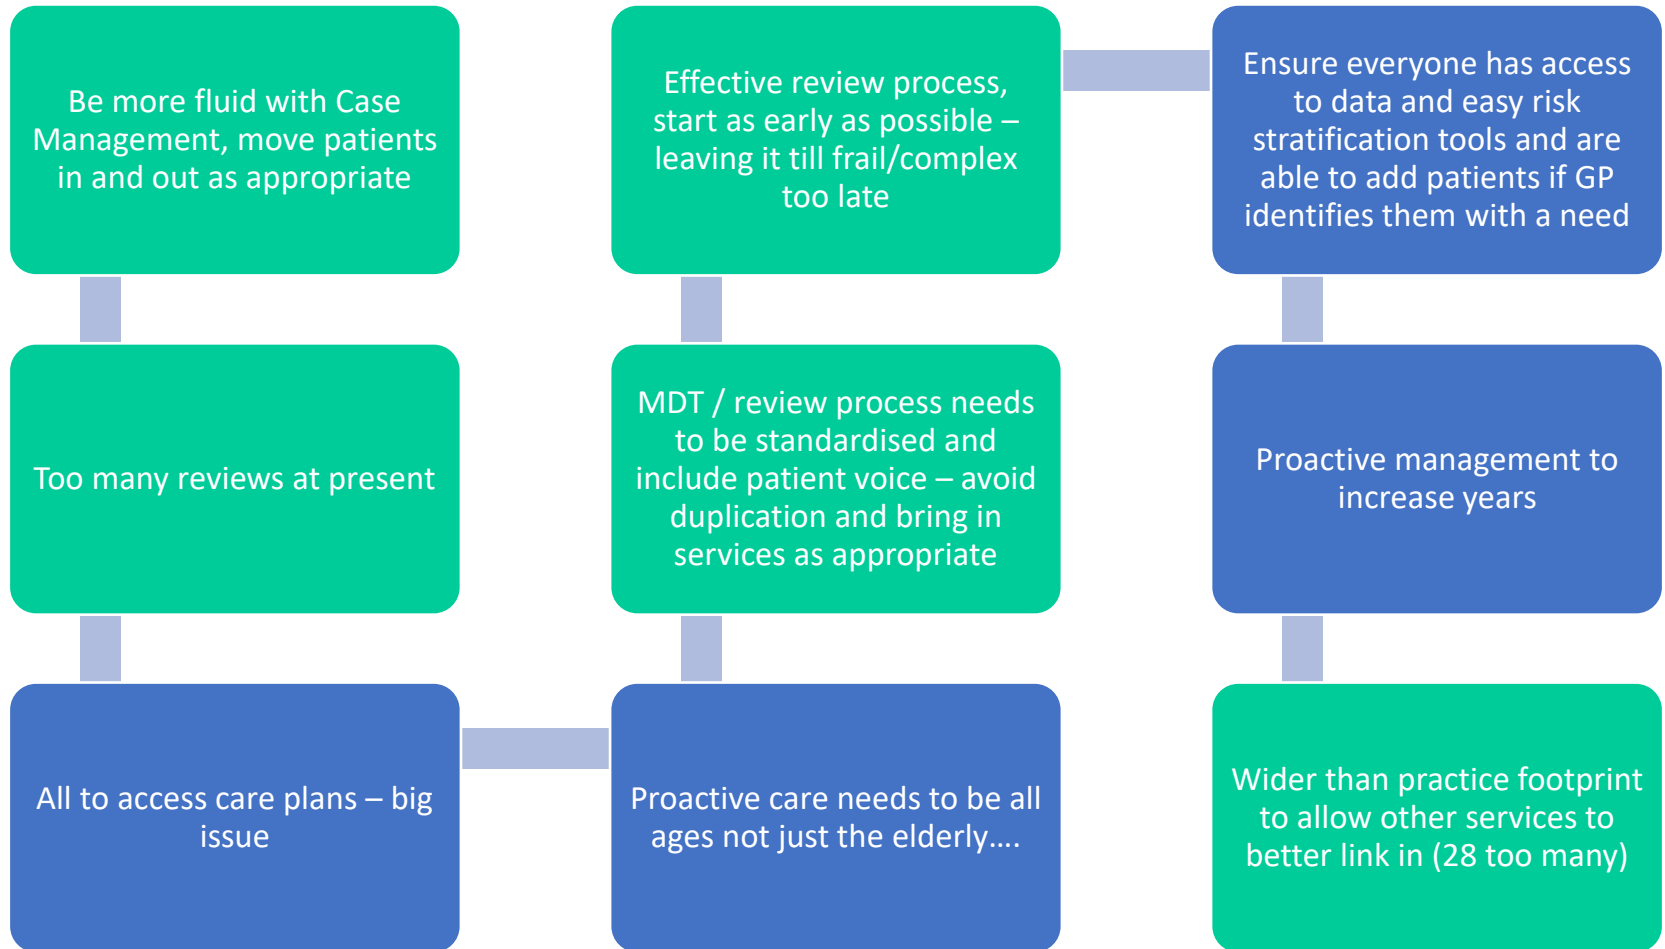 Be more fluid with Case
Management, move patients
in and out as appropriate
Too many reviews at present
All to access care plans – big
issue
Proactive care needs to be all
ages not just the elderly....
MDT / review process needs
to be standardised and
include patient voice – avoid
duplication and bring in
services as appropriate
Effective review process,
start as early as possible –
leaving it till frail/complex
too late
Ensure everyone has access
to data and easy risk
stratification tools and are
able to add patients if GP
identifies them with a need
Proactive management to
increase years
Wider than practice footprint
to allow other services to
better link in (28 too many)